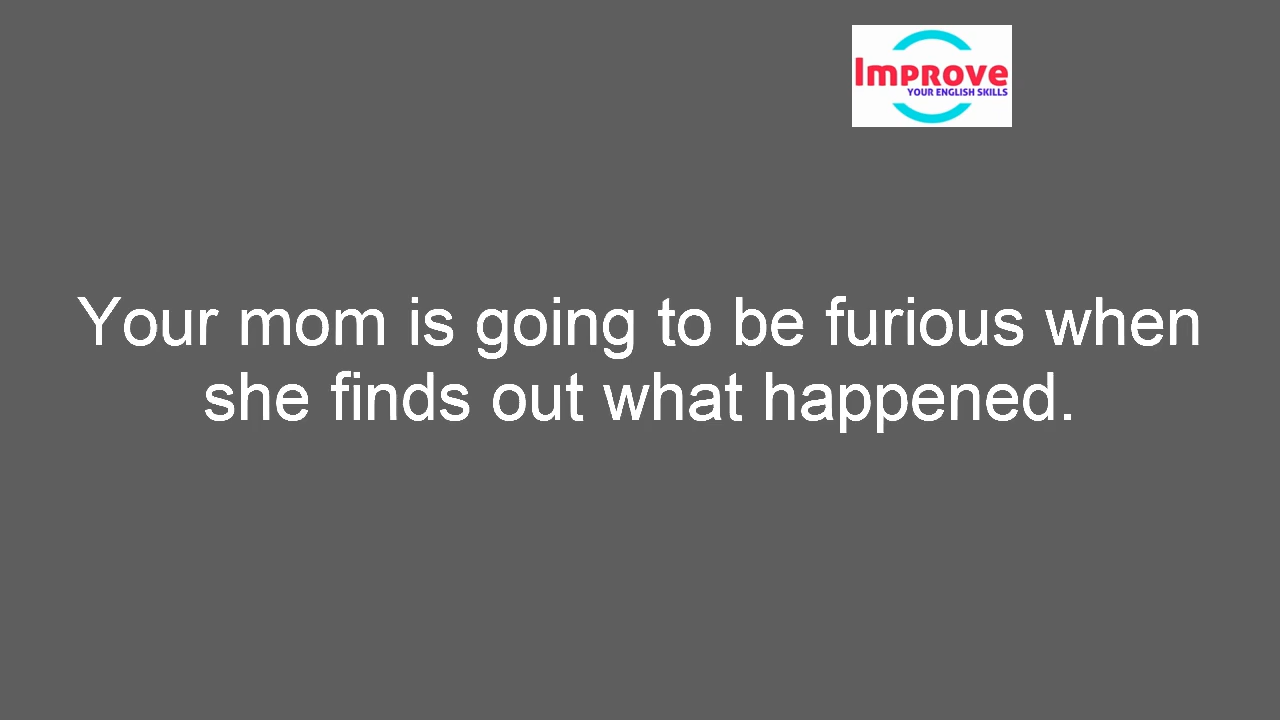 Improve
YOUR ENGLISH SKILLS
Your mom is going to be furious when
she finds out what happened.